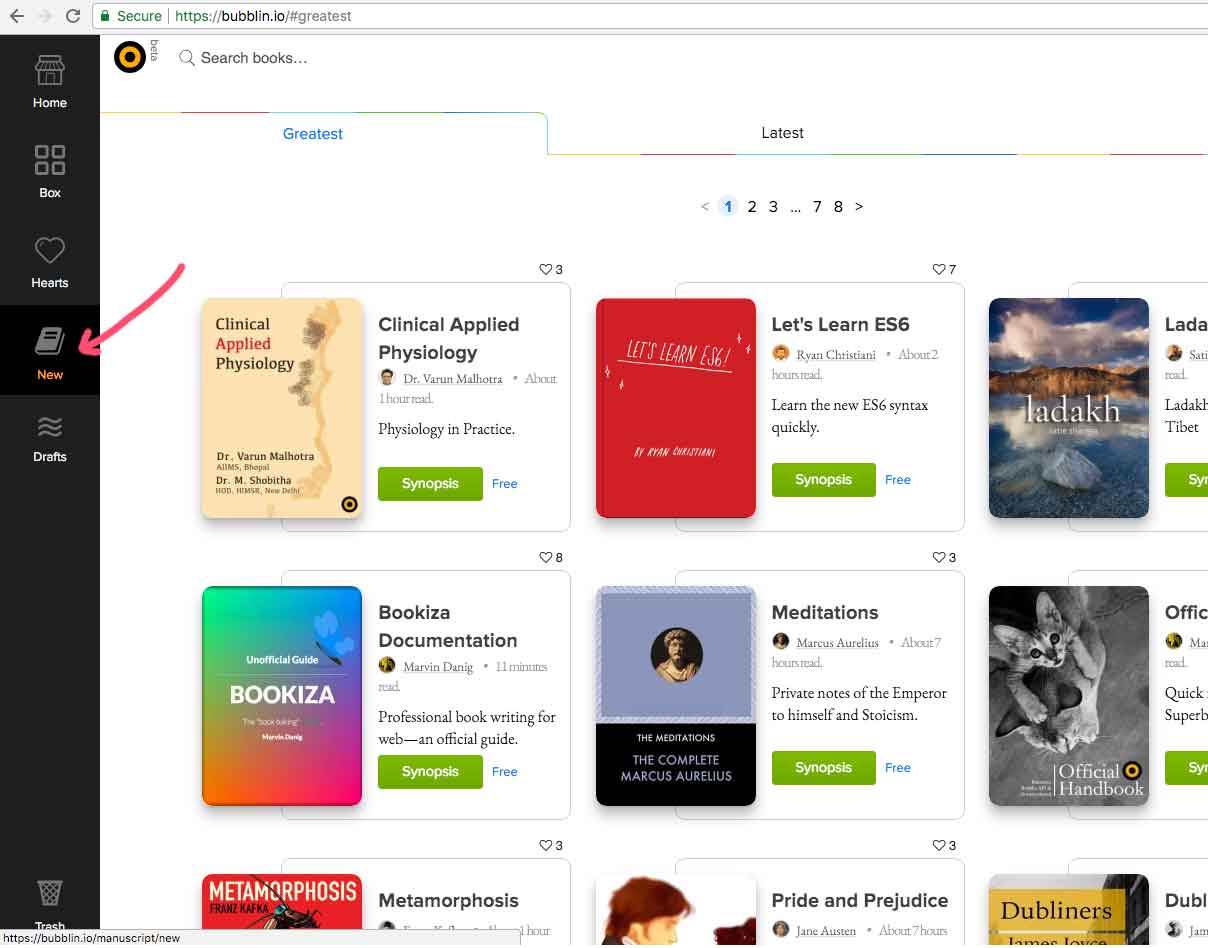 Secure https://bubblin.io/#greatest
beta
Search books…
Home
Box
Hearts
New
Drafts
Trash
Greatest
Latest
< 1 2 3 ... 7 8 >
3
Clinical
Applied
Physiology
Dr. Varun Malhotra
AIIMS, Bhopal
Dr. M. Shobitha
HOD, HIMSR, New Delhi
Clinical Applied
Physiology
Dr. Varun Malhotra • About
1 hour read.
Physiology in Practice.
Synopsis Free
7
LET'S LEARN ES6!
BY RYAN CHRISTIANI
Let's Learn ES6
Ryan Christiani • About 2
hours read.
Learn the new ES6 syntax
quickly.
Synopsis Free
ladakh
Lada
Sati
read.
Ladakh
Tibet
Sy
8
Unofficial Guide
BOOKIZA
The "book-baking"
Marvin Danig
Bookiza
Documentation
Marvin Danig • 11 minutes
read.
Professional book writing for
web—an official guide.
Synopsis Free
3
THE MEDITATIONS
THE COMPLETE
MARCUS AURELIUS
Meditations
Marcus Aurelius • About 7
hours read.
Private notes of the Emperor
to himself and Stoicism.
Synopsis Free
Official
Handbook
Offic
Mar
read.
Quick
Superb
Sy
3
METAMORPHOSIS
FRANZ KAFKA
Metamorphosis
1 hour
3
Pride and Prejudice
Jane Austen • About 7 hours
Dubliners
James Joyce
Dubl
Jam
https://bubblin.io/manuscript/new